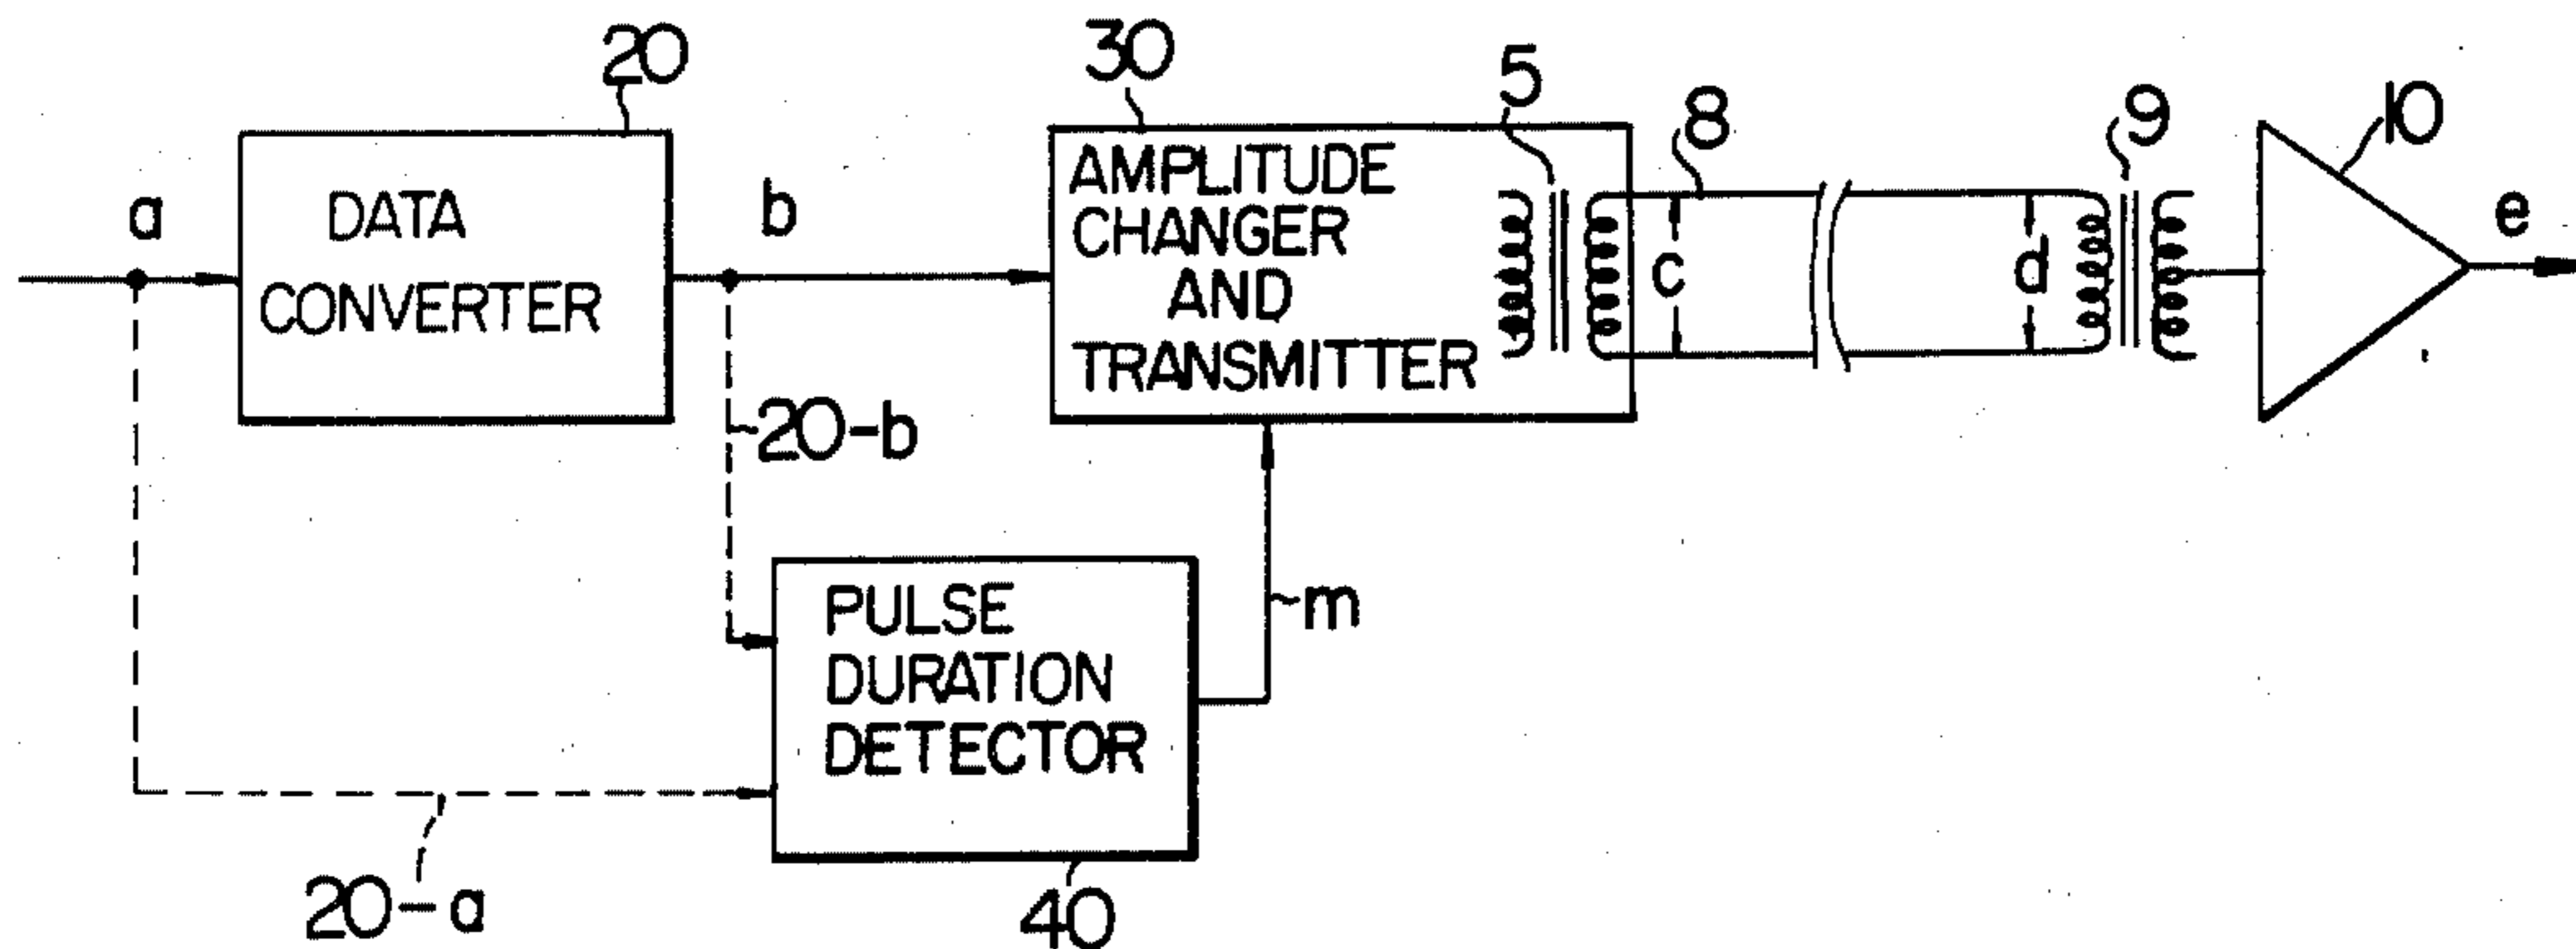 20
30
5
8
9
10
a
DATA
CONVERTER
b
AMPLITUDE
CHANGER
AND
TRANSMITTER
c
d
e
20-b
PULSE
DURATION
DETECTOR
m
20-a
40